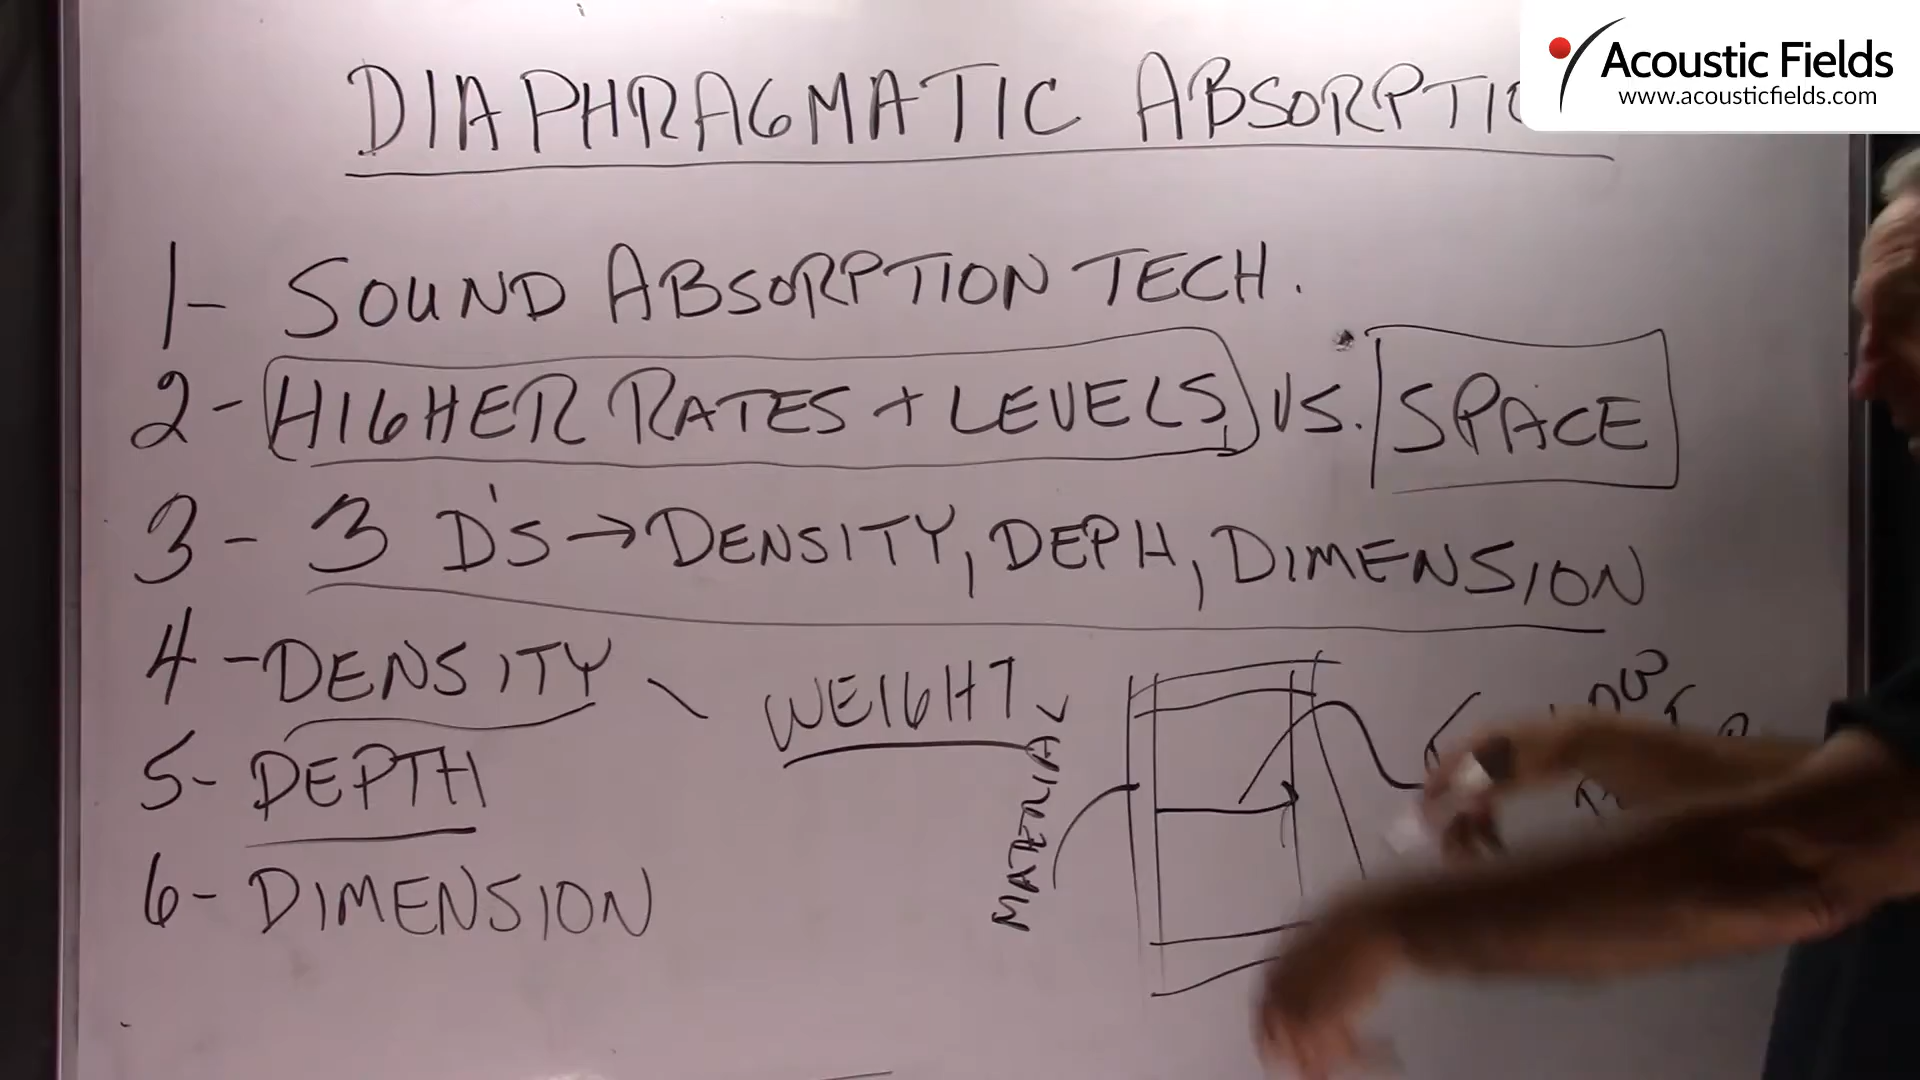 Acoustic Fields
www.acousticfields.com
DIAPHRAGMATIC ABSORPTIO
1- SOUND ABSORPTION TECH.
2- HIGHER RATES + LEVELS VS. SPACE
3- 3 D'S → DENSITY, DEPH, DIMENSION
4- DENSITY
WEIGHT
5- DEPTH
MATERIAL
6- DIMENSION